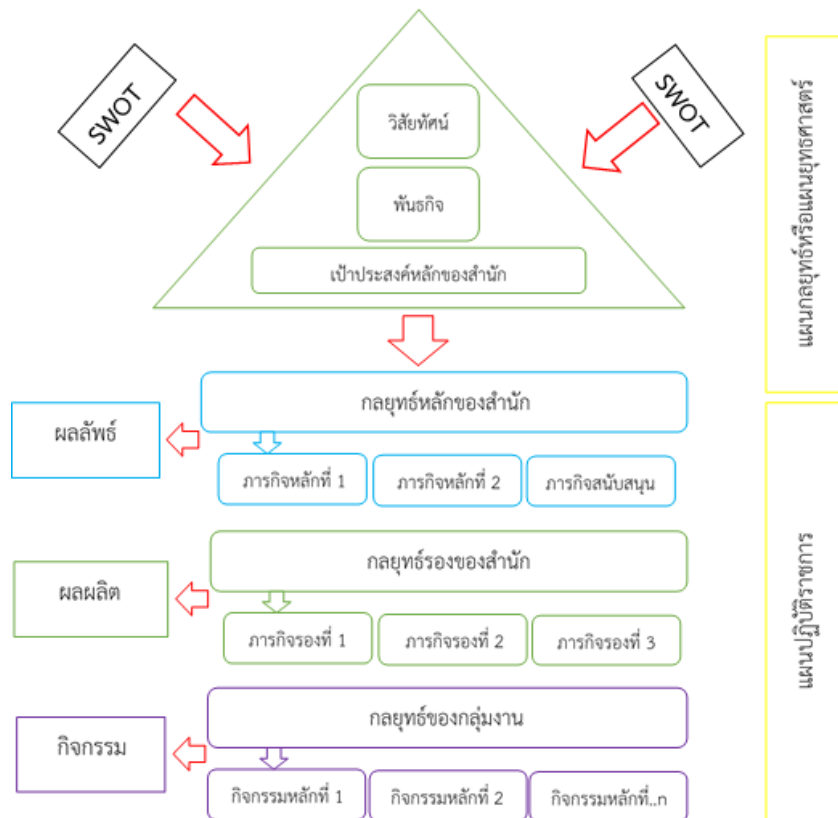 SWOT
SWOT
วิสัยทัศน์
พันธกิจ
เป้าประสงค์หลักของสำนัก
แผนกลยุทธ์หรือแผนยุทธศาสตร์
กลยุทธ์หลักของสำนัก
ผลลัพธ์
ภารกิจหลักที่ 1
ภารกิจหลักที่ 2
ภารกิจสนับสนุน
กลยุทธ์รองของสำนัก
ผลผลิต
ภารกิจรองที่ 1
ภารกิจรองที่ 2
ภารกิจรองที่ 3
แผนปฏิบัติราชการ
กลยุทธ์ของกลุ่มงาน
กิจกรรม
กิจกรรมหลักที่ 1
กิจกรรมหลักที่ 2
กิจกรรมหลักที่..n